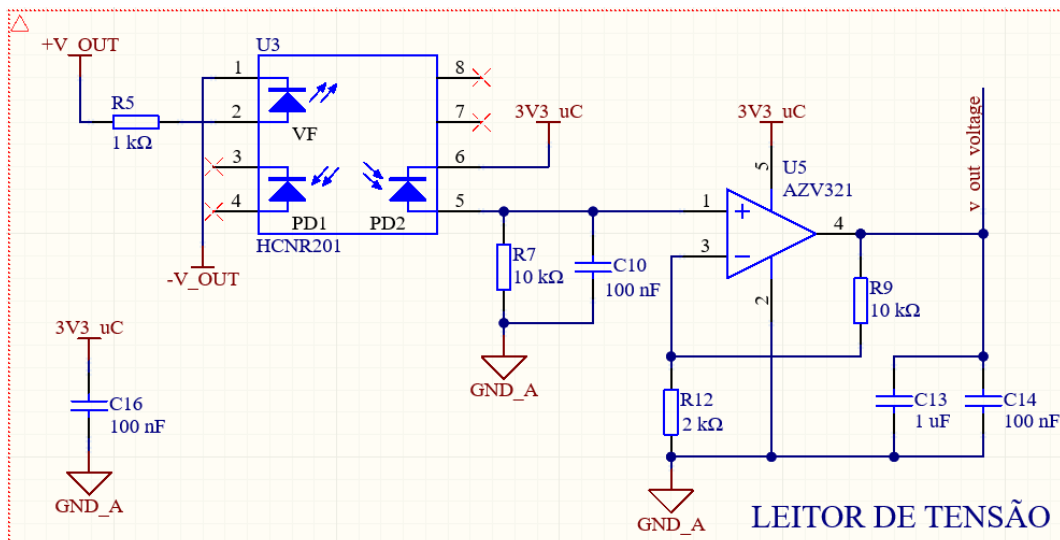 +V_OUT
U3
R5
1 kΩ
1
2
3
4
VF
PD1
PD2
HCNR201
8
7
6
5
-V_OUT
3V3_uC
R7
10 kΩ
C10
100 nF
GND_A
3V3_uC
U5
AZV321
1
3
5
2
4
v_out_voltage
R9
10 kΩ
R12
2 kΩ
C13
1 uF
C14
100 nF
GND_A
3V3_uC
C16
100 nF
GND_A
LEITOR DE TENSÃO